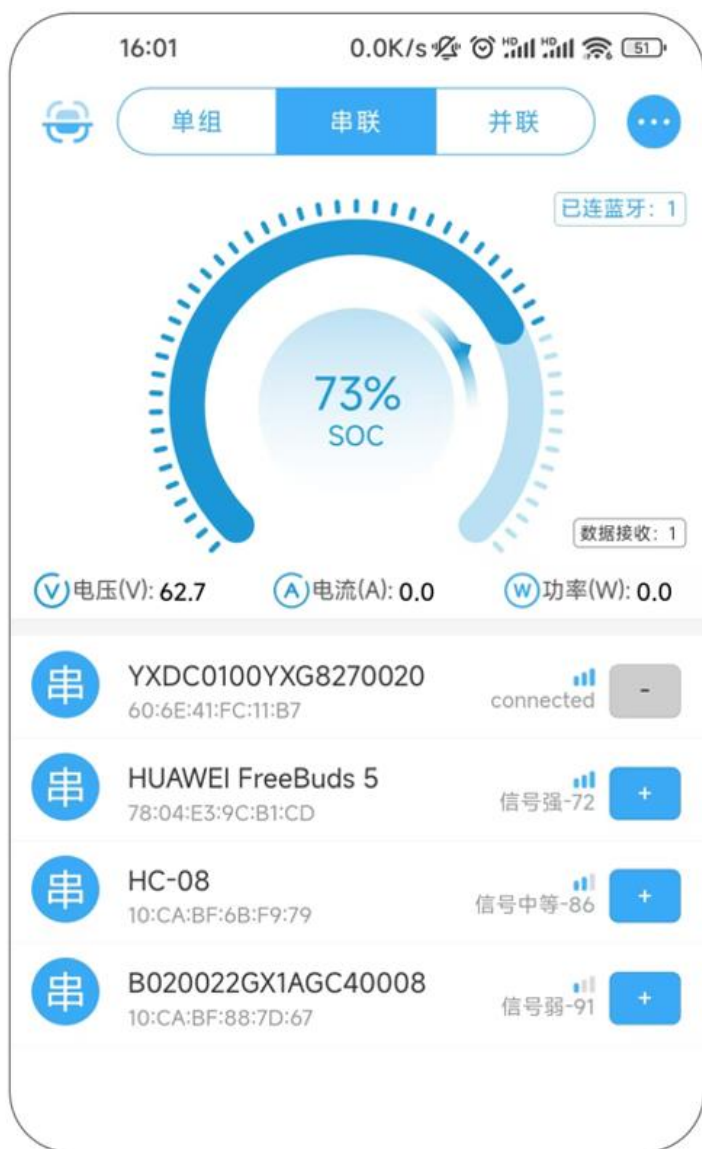 16:01 0.0K/s HD HD 51
单组 串联 并联
已连蓝牙: 1
73%
SOC
数据接收: 1
V 电压(V): 62.7 A 电流(A): 0.0 W 功率(W): 0.0
串 YXDC0100YXG8270020
60:6E:41:FC:11:B7 connected -
串 HUAWEI FreeBuds 5
78:04:E3:9C:B1:CD 信号强-72 +
串 HC-08
10:CA:BF:6B:F9:79 信号中等-86 +
串 B020022GX1AGC40008
10:CA:BF:88:7D:67 信号弱-91 +